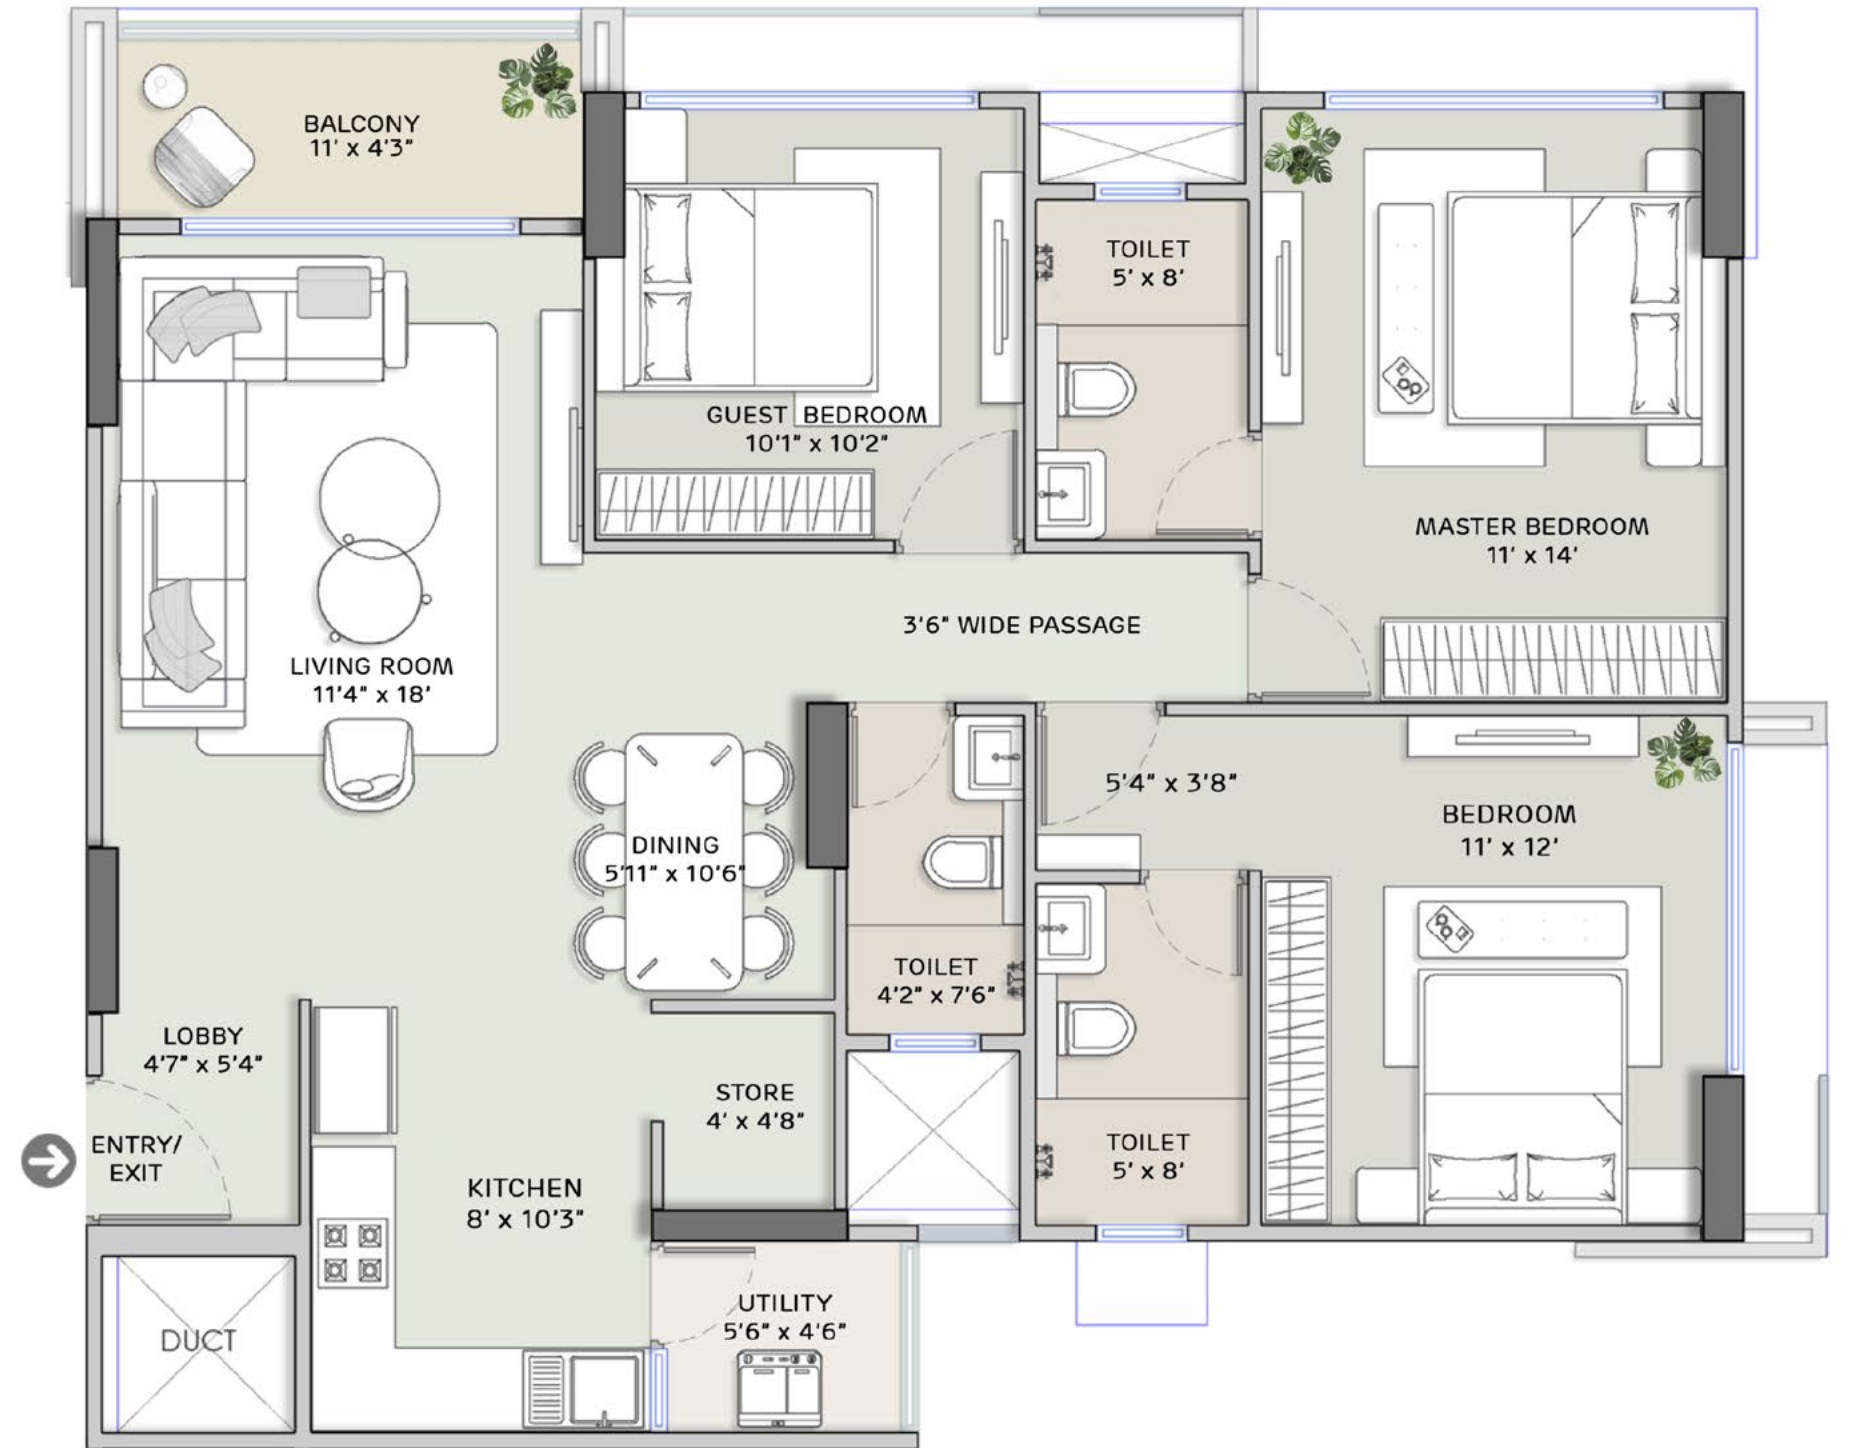 BALCONY
11' x 4'3"
GUEST BEDROOM
10'1" x 10'2"
TOILET
5' x 8'
MASTER BEDROOM
11' x 14'
3'6" WIDE PASSAGE
LIVING ROOM
11'4" x 18'
DINING
5'11" x 10'6"
5'4" x 3'8"
BEDROOM
11' x 12'
TOILET
4'2" x 7'6"
LOBBY
4'7" x 5'4"
STORE
4' x 4'8"
ENTRY/
EXIT
TOILET
5' x 8'
KITCHEN
8' x 10'3"
UTILITY
5'6" x 4'6"
DUCT